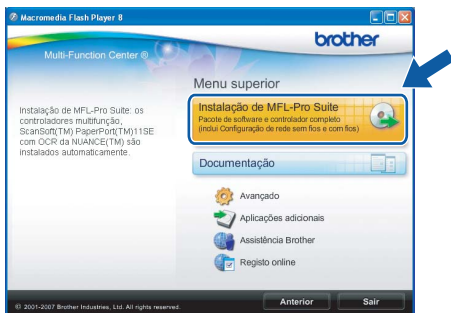 Macromedia Flash Player 8
brother
Multi-Function Center ®
Menu superior
Instalação de MFL-Pro Suite: os
controladores multifunção,
ScanSoft(TM) PaperPort(TM)11SE
com OCR da NUANCE(TM) são
instalados automaticamente.
Instalação de MFL-Pro Suite
Pacote de software e controlador completo
(inclui Configuração de rede sem fios e com fios)
Documentação
Avançado
Aplicações adicionais
Assistência Brother
Registo online
© 2001-2007 Brother Industries, Ltd. All rights reserved.
Anterior
Sair